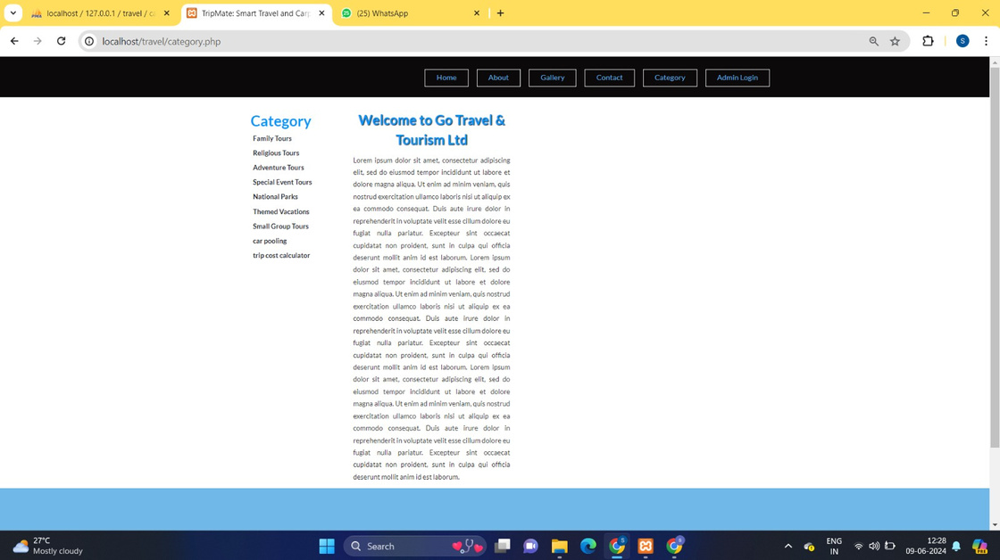 localhost / 127.0.0.1 / travel / c
TripMate: Smart Travel and Carp
(25) WhatsApp
localhost/travel/category.php
S
Home
About
Gallery
Contact
Category
Admin Login
Category
Family Tours
Religious Tours
Adventure Tours
Special Event Tours
National Parks
Themed Vacations
Small Group Tours
car pooling
trip cost calculator
Welcome to Go Travel &
Tourism Ltd
Lorem ipsum dolor sit amet, consectetur adipiscing
elit, sed do eiusmod tempor incididunt ut labore et
dolore magna aliqua. Ut enim ad minim veniam, quis
nostrud exercitation ullamco laboris nisi ut aliquip ex
ea commodo consequat. Duis aute irure dolor in
reprehenderit in voluptate velit esse cillum dolore eu
fugiat nulla pariatur. Excepteur sint occaecat
cupidatat non proident, sunt in culpa qui officia
deserunt mollit anim id est laborum. Lorem ipsum
dolor sit amet, consectetur adipiscing elit, sed do
eiusmod tempor incididunt ut labore et dolore
magna aliqua. Ut enim ad minim veniam, quis nostrud
exercitation ullamco laboris nisi ut aliquip ex ea
commodo consequat. Duis aute irure dolor in
reprehenderit in voluptate velit esse cillum dolore eu
fugiat nulla pariatur. Excepteur sint occaecat
cupidatat non proident, sunt in culpa qui officia
deserunt mollit anim id est laborum. Lorem ipsum
dolor sit amet, consectetur adipiscing elit, sed do
eiusmod tempor incididunt ut labore et dolore
magna aliqua. Ut enim ad minim veniam, quis nostrud
exercitation ullamco laboris nisi ut aliquip ex ea
commodo consequat. Duis aute irure dolor in
reprehenderit in voluptate velit esse cillum dolore eu
fugiat nulla pariatur. Excepteur sint occaecat
cupidatat non proident, sunt in culpa qui officia
deserunt mollit anim id est laborum.
27°C
Mostly cloudy
Search
ENG
IN
12:28
09-06-2024